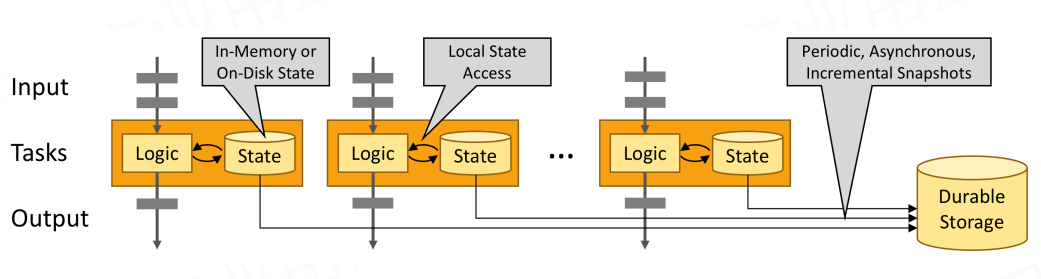 In-Memory or
On-Disk State
Local State
Access
Periodic, Asynchronous,
Incremental Snapshots
Input
Tasks
Logic
State
Logic
State
...
Logic
State
Output
Durable
Storage